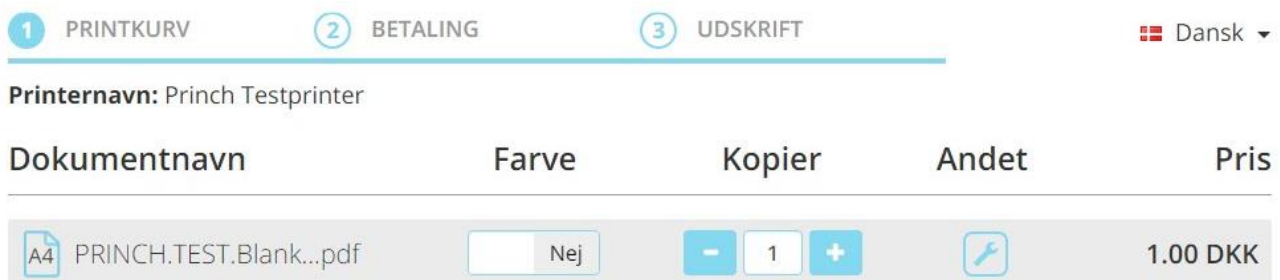 1 PRINTKURV 2 BETALING 3 UDSKRIFT Dansk
Printernavn: Princh Testprinter
Dokumentnavn Farve Kopier Andet Pris
A4 PRINCH.TEST.Blank...pdf Nej - 1 + 1.00 DKK